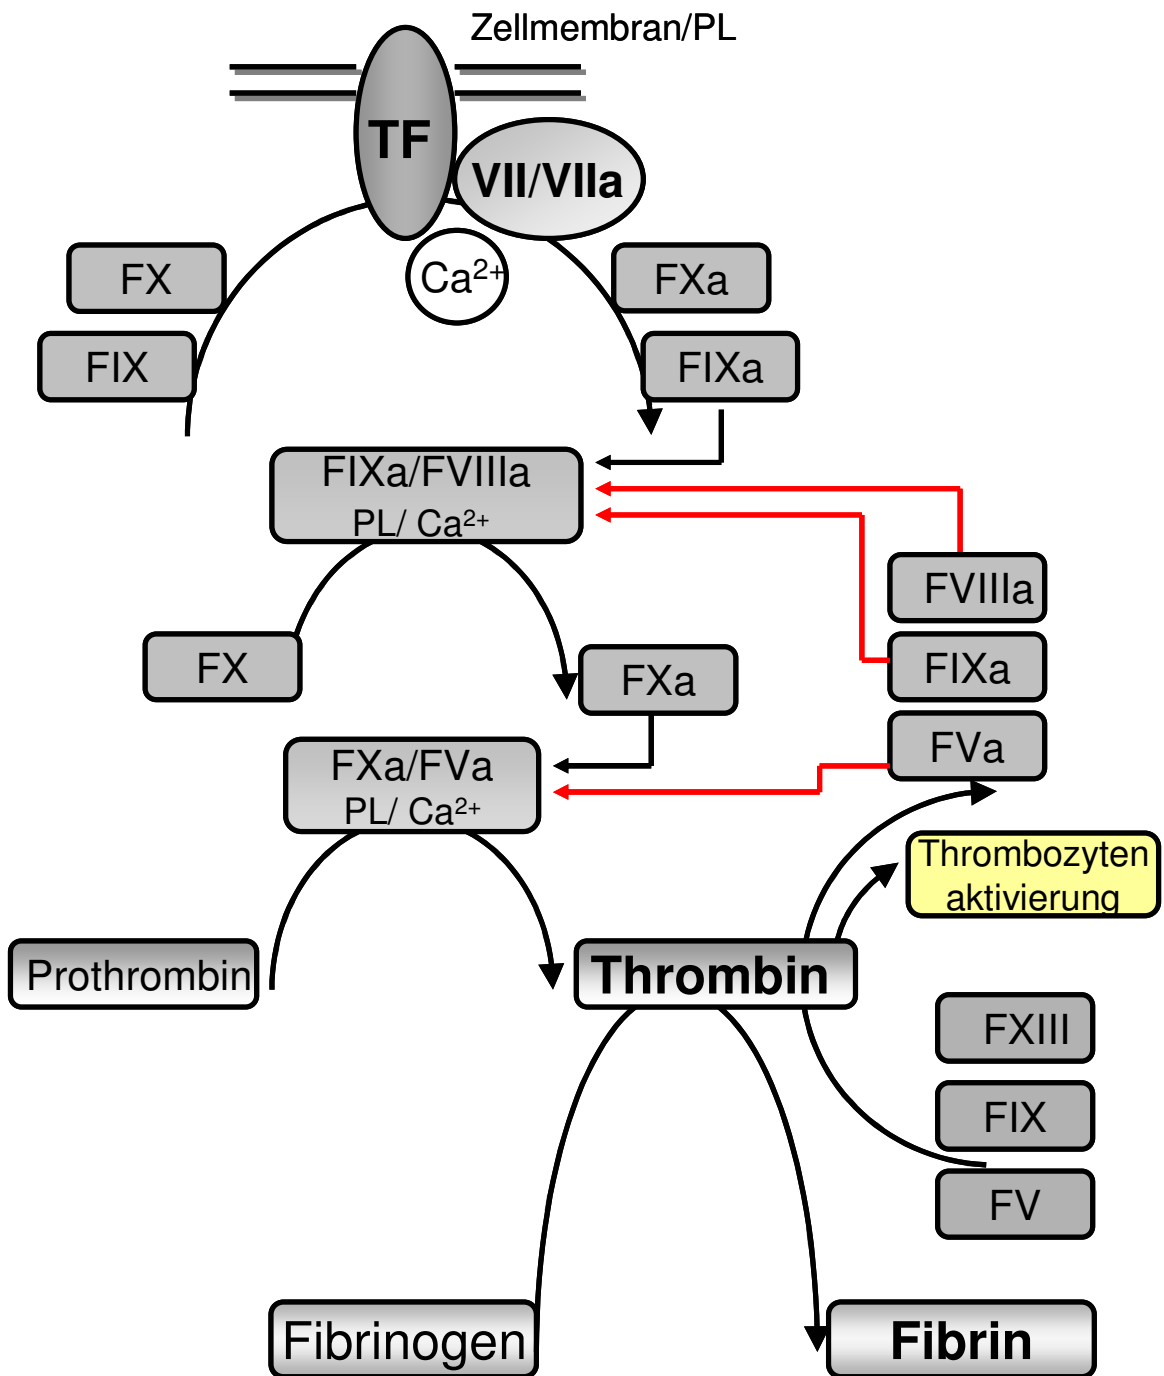 Zellmembran/PL
TF
VII/VIIa
Ca²⁺
FX
FXa
FIX
FIXa
FIXa/FVIIIa
PL/ Ca²⁺
FVIIIa
FX
FXa
FIXa
FXa/FVa
PL/ Ca²⁺
FVa
Thrombozyten
aktivierung
Prothrombin
Thrombin
FXIII
FIX
FV
Fibrinogen
Fibrin